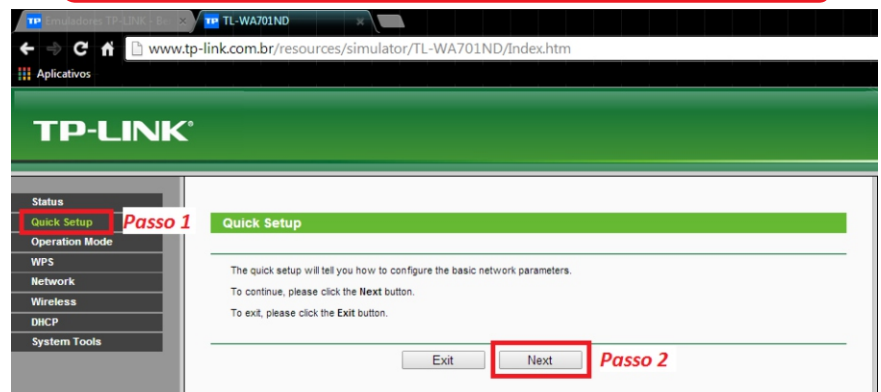 Emuladores TP-LINK - Br
TL-WA701ND
www.tp-link.com.br/resources/simulator/TL-WA701ND/Index.htm
Aplicativos
TP-LINK®
Status
Quick Setup
Passo 1
Operation Mode
WPS
Network
Wireless
DHCP
System Tools
Quick Setup
The quick setup will tell you how to configure the basic network parameters.
To continue, please click the Next button.
To exit, please click the Exit button.
Exit
Next
Passo 2